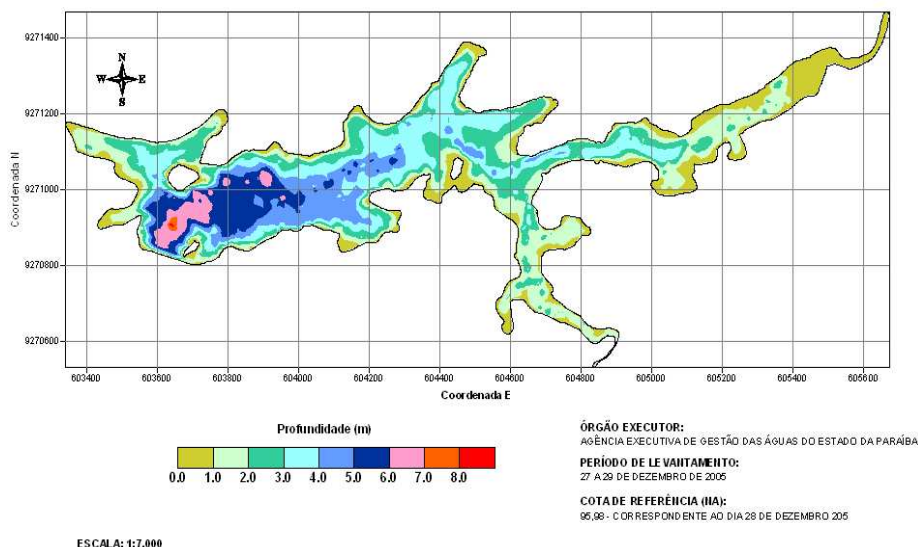 9271400
9271200
9271000
9270800
9270600
Coordenada N
N
W E
S
603400 603600 603800 604000 604200 604400 604600 604800 605000 605200 605400 605600
Coordenada E
Profundidade (m)
0.0 1.0 2.0 3.0 4.0 5.0 6.0 7.0 8.0
ÓRGÃO EXECUTOR:
AGÊNCIA EXECUTIVA DE GESTÃO DAS ÁGUAS DO ESTADO DA PARAÍBA
PERÍODO DE LEVANTAMENTO:
27 A 29 DE DEZEMBRO DE 2005
COTA DE REFERÊNCIA (NA):
95,98 - CORRESPONDENTE AO DIA 28 DE DEZEMBRO 205
ESCALA: 1:7.000